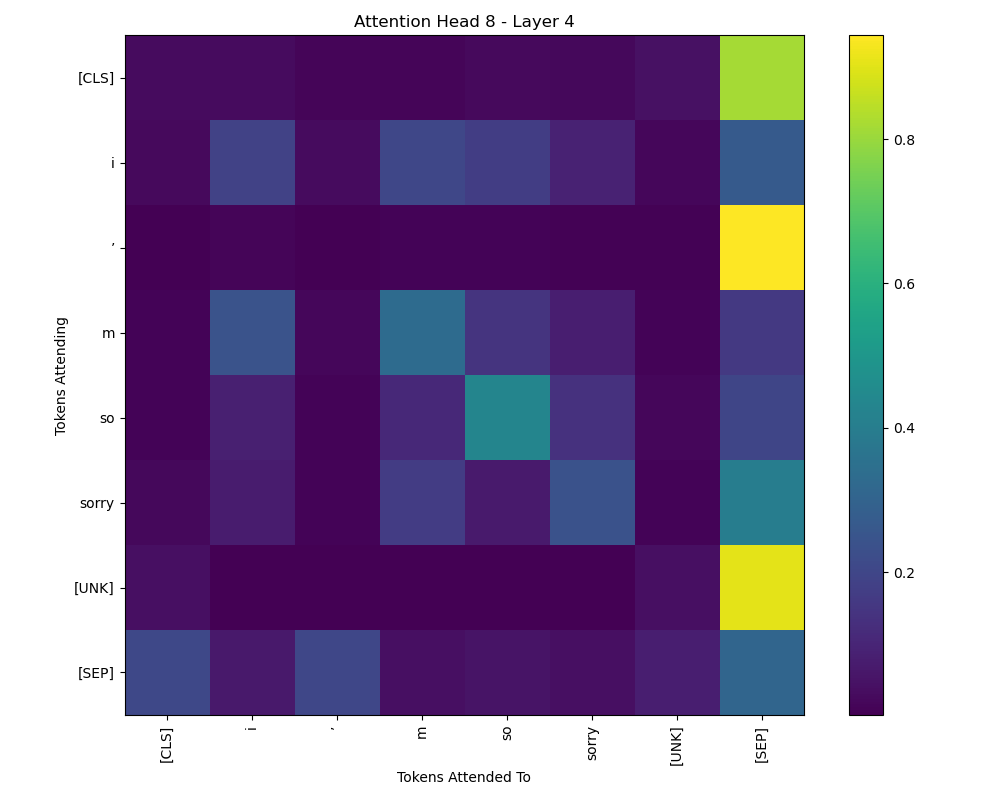 Attention Head 8 - Layer 4
[CLS]
i
’
m
so
sorry
[UNK]
[SEP]
Tokens Attending
[CLS]
i
’
m
so
sorry
[UNK]
[SEP]
Tokens Attended To
0.8
0.6
0.4
0.2